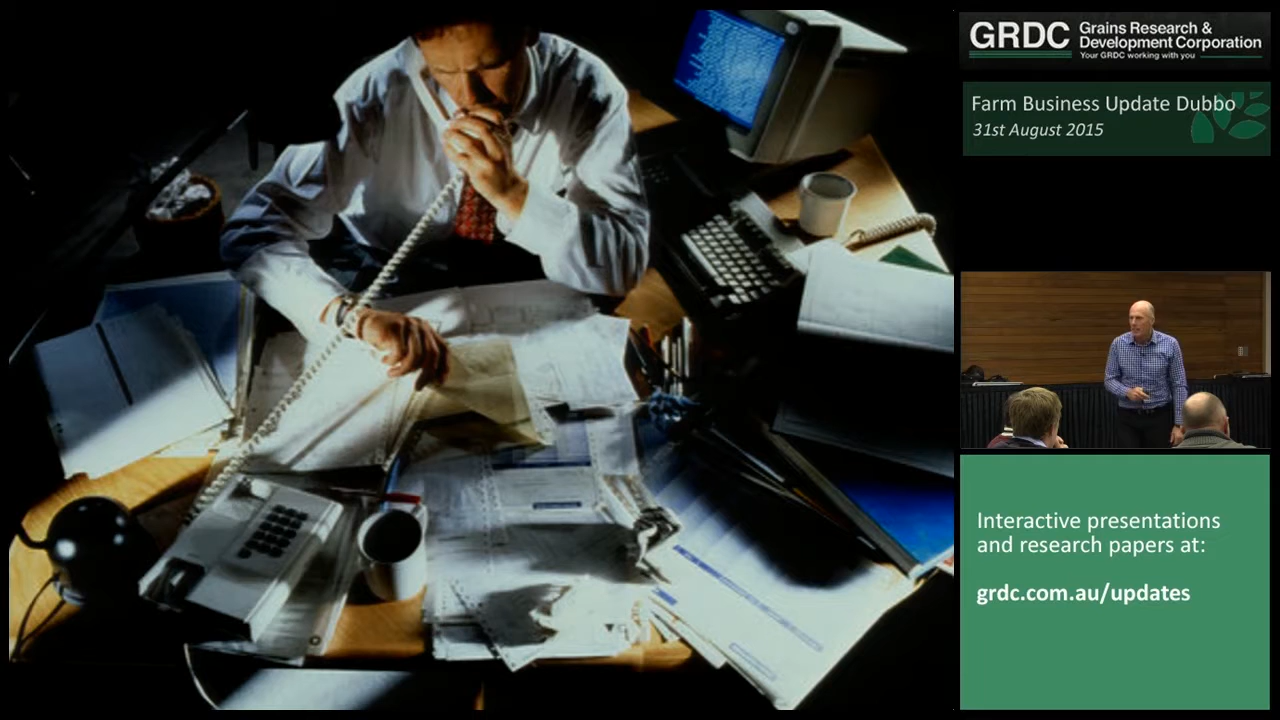 GRDC
Grains Research &
Development Corporation
Your GRDC working with you
Farm Business Update Dubbo
31st August 2015
Interactive presentations
and research papers at:
grdc.com.au/updates